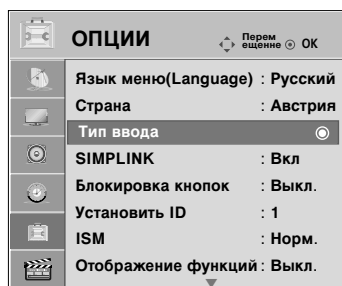 ОПЦИИ
Перем
ещение
ОК
Язык меню(Language) : Русский
Страна : Австрия
Тип ввода
SIMPLINK : Вкл
Блокировка кнопок : Выкл.
Установить ID : 1
ISM : Норм.
Отображение функций : Выкл.